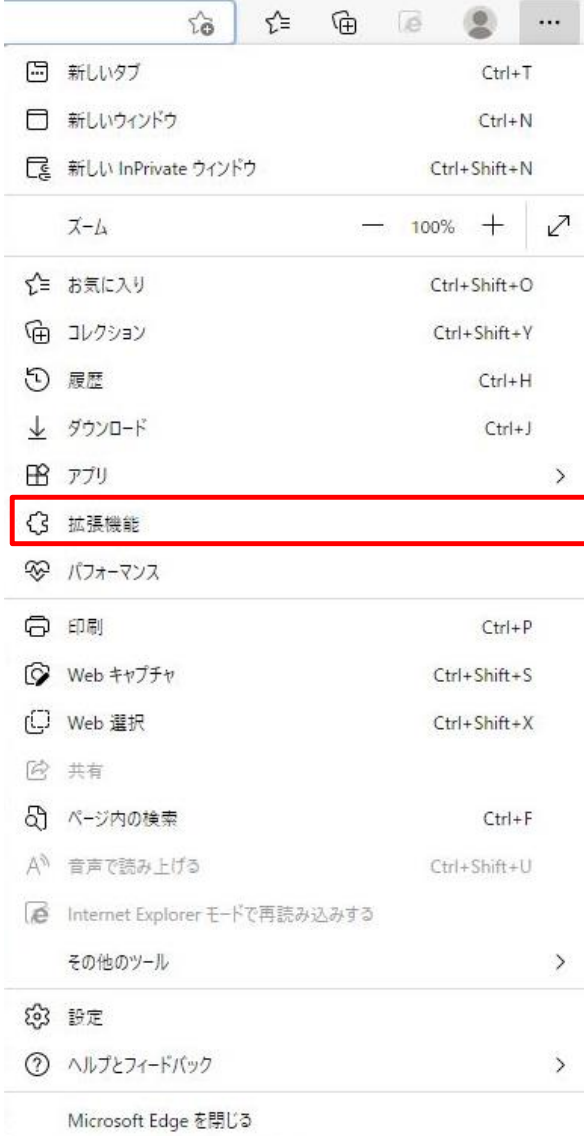 新しいタブ Ctrl+T
新しいウィンドウ Ctrl+N
新しい InPrivate ウィンドウ Ctrl+Shift+N
ズーム 100%
お気に入り Ctrl+Shift+O
コレクション Ctrl+Shift+Y
履歴 Ctrl+H
ダウンロード Ctrl+J
アプリ
拡張機能
パフォーマンス
印刷 Ctrl+P
Web キャプチャ Ctrl+Shift+S
Web 選択 Ctrl+Shift+X
共有
ページ内の検索 Ctrl+F
音声で読み上げる Ctrl+Shift+U
Internet Explorer モードで再読み込みする
その他のツール
設定
ヘルプとフィードバック
Microsoft Edge を閉じる